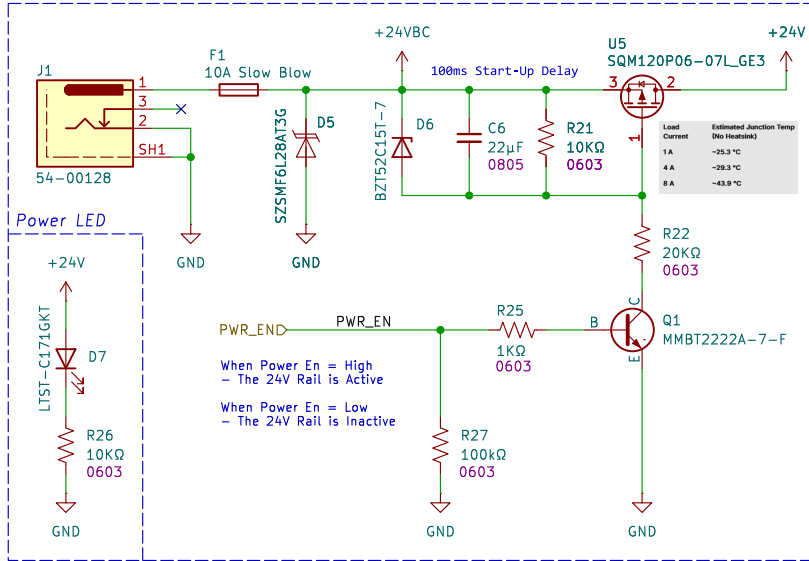 +24VBC
+24V
F1
10A Slow Blow
U5
SQM120P06-07L_GE3
100ms Start-Up Delay
J1
1
3
2
SH1
54-00128
3
2
1
D5
SZSMF6L28AT3G
D6
BZT52C15T-7
C6
22µF
0805
R21
10KΩ
0603
Load Current
Estimated Junction Temp (No Heatsink)
1 A
~25.3 °C
4 A
~29.3 °C
8 A
~43.9 °C
GND
GND
Power LED
+24V
LTST-C171GKT
D7
R26
10KΩ
0603
GND
R22
20KΩ
0603
PWR_EN
PWR_EN
R25
1KΩ
0603
B
C
E
Q1
MMBT2222A-7-F
When Power En = High
– The 24V Rail is Active
When Power En = Low
– The 24V Rail is Inactive
R27
100kΩ
0603
GND
GND